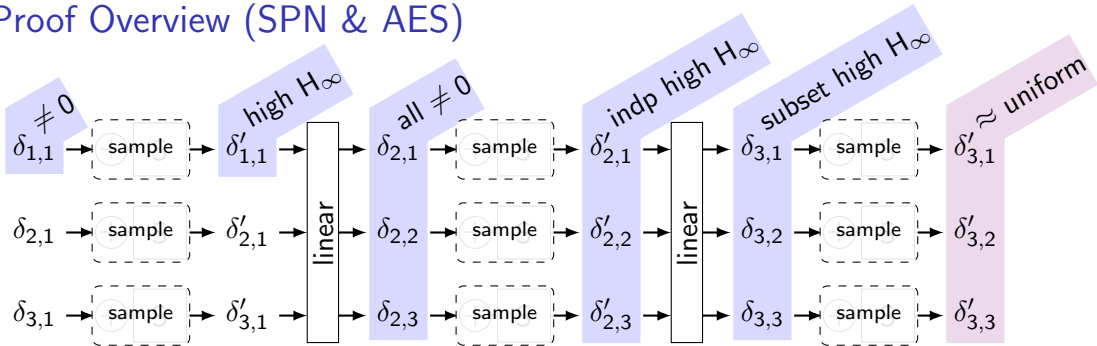 Proof Overview (SPN & AES)
≠ 0 high H∞ all ≠ 0 indp high H∞ subset high H∞ ≈ uniform
δ1,1 sample δ′1,1 δ2,1 sample δ′2,1 δ3,1 sample δ′3,1
δ2,1 sample δ′2,1 linear δ2,2 sample δ′2,2 linear δ3,2 sample δ′3,2
δ3,1 sample δ′3,1 δ2,3 sample δ′2,3 δ3,3 sample δ′3,3